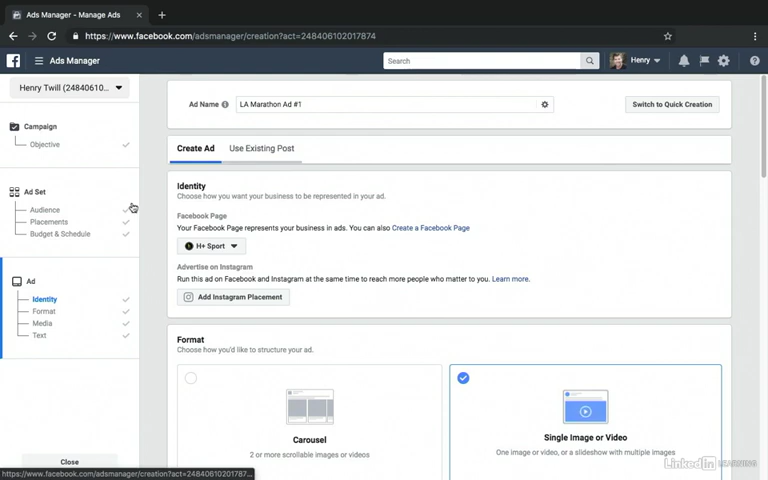 Ads Manager - Manage Ads
https://www.facebook.com/adsmanager/creation?act=248406102017874
Ads Manager
Search
Henry
Henry Twill (24840610...
Ad Name
LA Marathon Ad #1
Switch to Quick Creation
Campaign
Objective
Create Ad
Use Existing Post
Ad Set
Audience
Placements
Budget & Schedule
Identity
Choose how you want your business to be represented in your ad.
Facebook Page
Your Facebook Page represents your business in ads. You can also Create a Facebook Page
H+ Sport
Advertise on Instagram
Run this ad on Facebook and Instagram at the same time to reach more people who matter to you. Learn more.
Add Instagram Placement
Ad
Identity
Format
Media
Text
Format
Choose how you'd like to structure your ad.
Carousel
2 or more scrollable images or videos
Single Image or Video
One image or video, or a slideshow with multiple images
Close
https://www.facebook.com/adsmanager/creation?act=24840610201787...
LinkedIn LEARNING